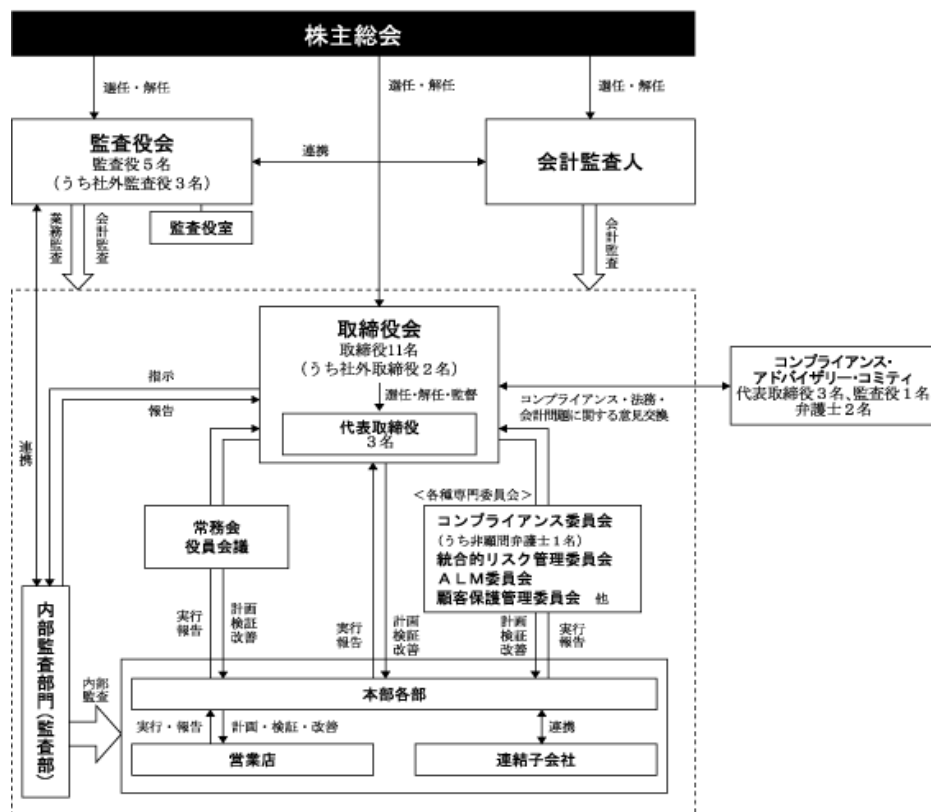 株主総会
選任・解任
選任・解任
選任・解任
監査役会
監査役5名
(うち社外監査役3名)
連携
会計監査人
監査役室
業務監査
会計監査
会計監査
取締役会
取締役11名
(うち社外取締役2名)
選任・解任・監督
代表取締役
3名
指示
報告
連携
コンプライアンス・法務・
会計問題に関する意見交換
コンプライアンス・
アドバイザリー・コミティ
代表取締役3名、監査役1名
弁護士2名
常務会
役員会議
<各種専門委員会>
コンプライアンス委員会
(うち非顧問弁護士1名)
統合的リスク管理委員会
ALM委員会
顧客保護管理委員会 他
実行
報告
計画
検証
改善
実行
報告
計画
検証
改善
計画
検証
改善
実行
報告
内部監査部門(監査部)
内部
監査
本部各部
実行・報告
計画・検証・改善
連携
営業店
連結子会社